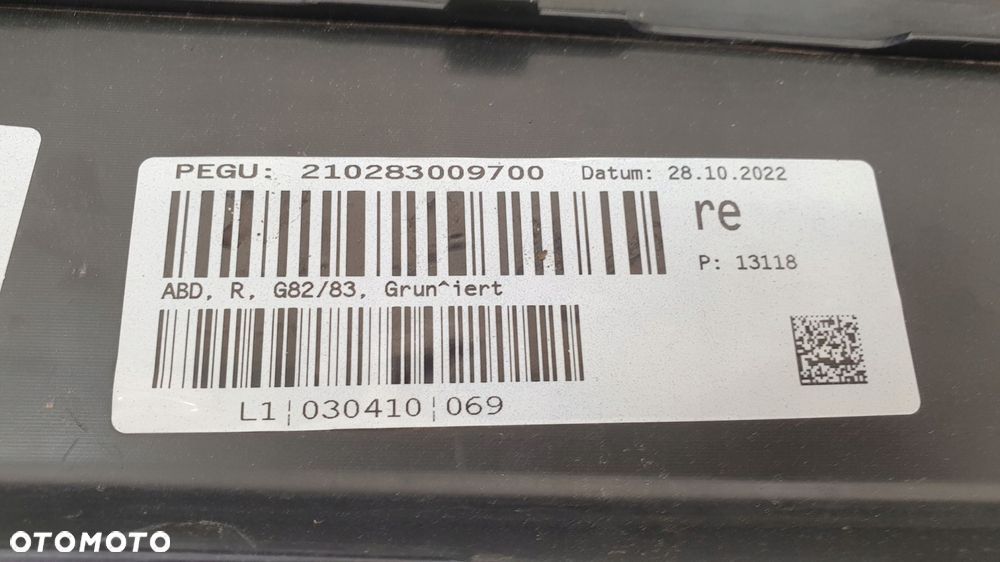 PEGU: 210283009700 Datum: 28.10.2022
re
P: 13118
ABD, R, G82/83, Grun^iert
L1|030410|069
OTOMOTO